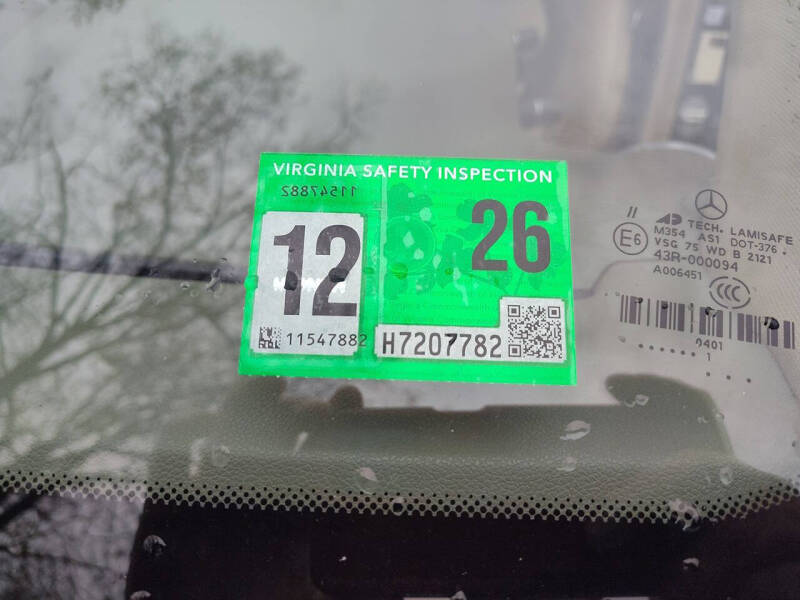 VIRGINIA SAFETY INSPECTION
11547882
12
26
11547882
H7207782
TECH. LAMISAFE
M354 AS1 DOT-376
VSG 75 WD B 2121
E6
43R-000094
A006451
CCC
0401
1